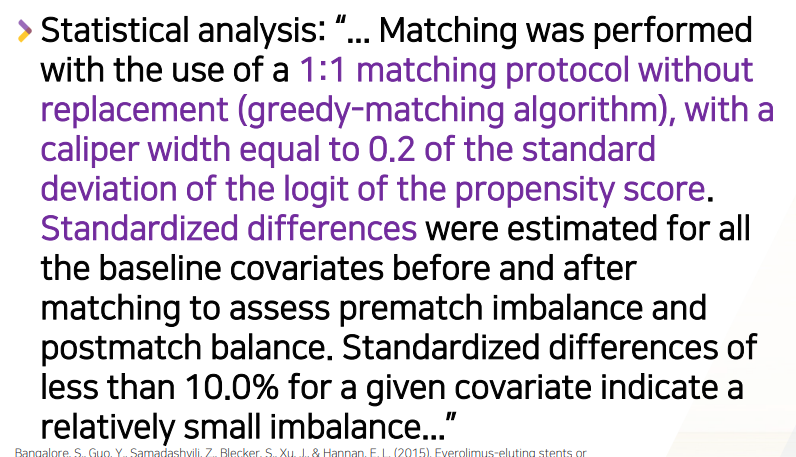 Statistical analysis: “... Matching was performed
with the use of a 1:1 matching protocol without
replacement (greedy-matching algorithm), with a
caliper width equal to 0.2 of the standard
deviation of the logit of the propensity score.
Standardized differences were estimated for all
the baseline covariates before and after
matching to assess prematch imbalance and
postmatch balance. Standardized differences of
less than 10.0% for a given covariate indicate a
relatively small imbalance...”
Bangalore, S., Guo, Y., Samadashvili, Z., Blecker, S., Xu, J., & Hannan, E. L. (2015). Everolimus-eluting stents or